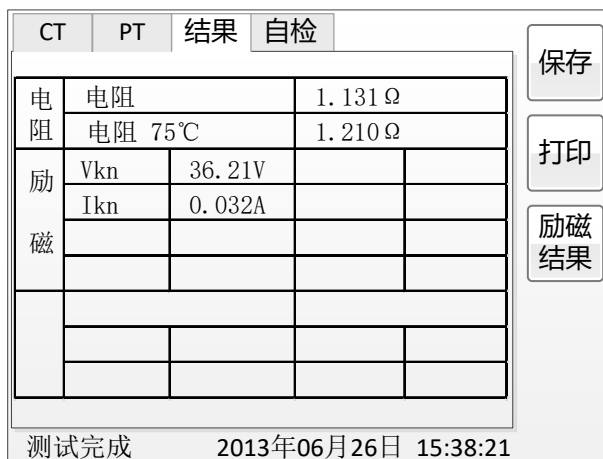 CT PT 结果 自检
保存
电阻 电阻 1.131Ω
电阻 75℃ 1.210Ω
打印
励磁 Vkn 36.21V
Ikn 0.032A
励磁
结果
测试完成 2013年06月26日 15:38:21